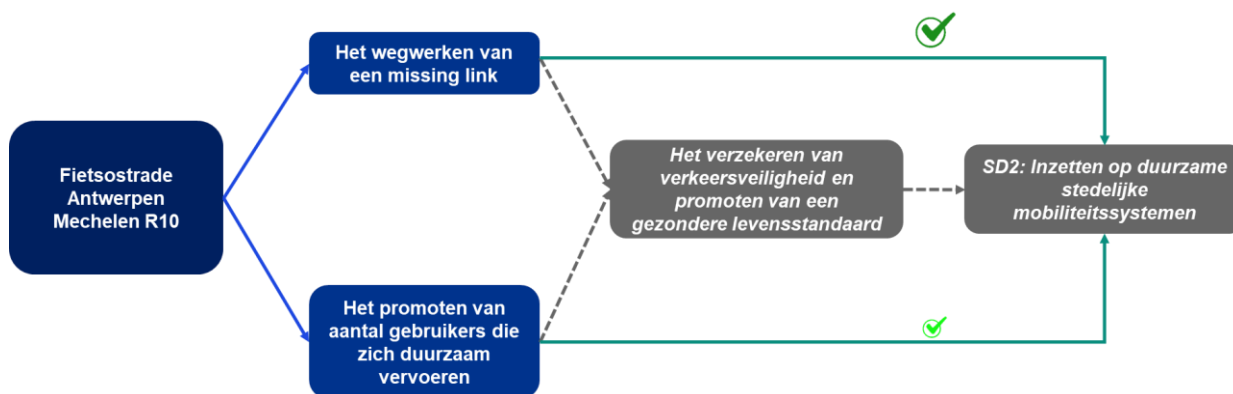 Het wegwerken van
een missing link
Fietsostrade
Antwerpen
Mechelen R10
Het verzekeren van
verkeersveiligheid en
promoten van een
gezondere levensstandaard
SD2: Inzetten op duurzame
stedelijke
mobiliteitssystemen
Het promoten van
aantal gebruikers die
zich duurzaam
vervoeren